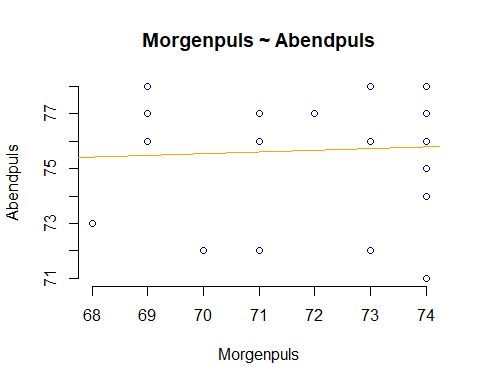 Morgenpuls ~ Abendpuls
Abendpuls
77
75
73
71
68 69 70 71 72 73 74
Morgenpuls